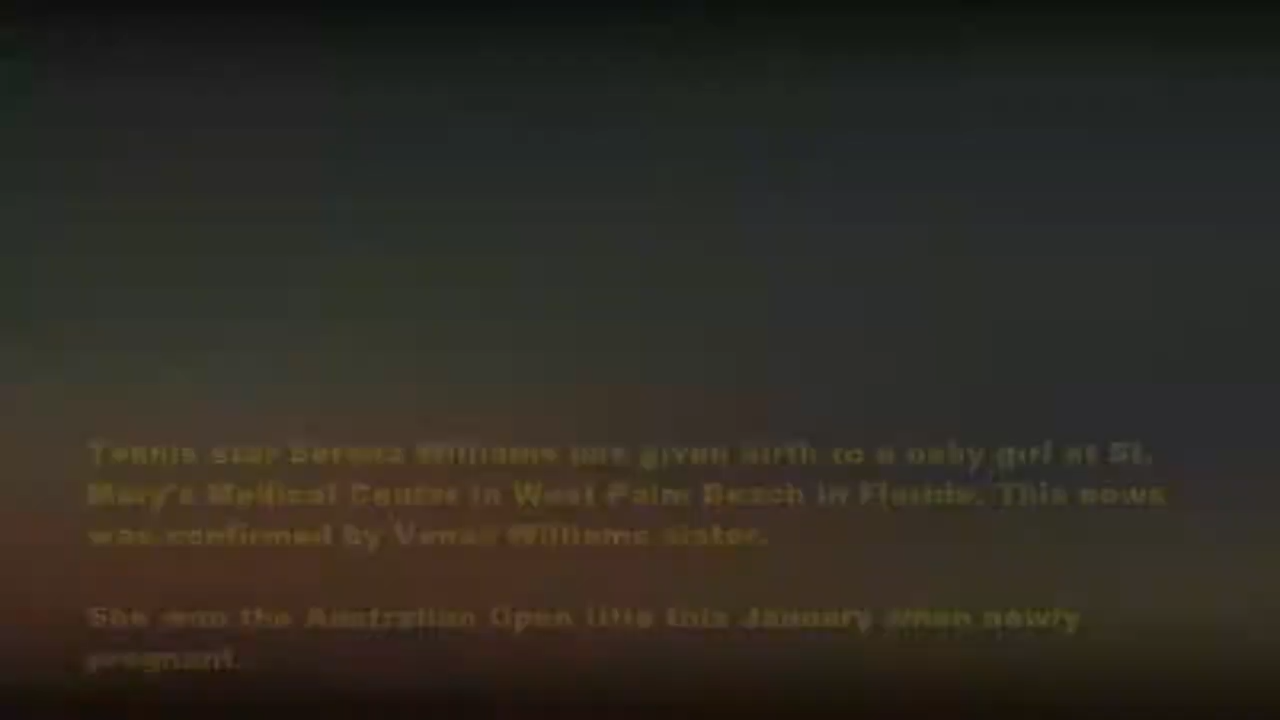 Tennis star Serena Williams has given birth to a baby girl at St.
Mary's Medical Center in West Palm Beach in Florida. This news
was confirmed by Venus Williams sister.
She won the Australian Open title this January when newly
pregnant.